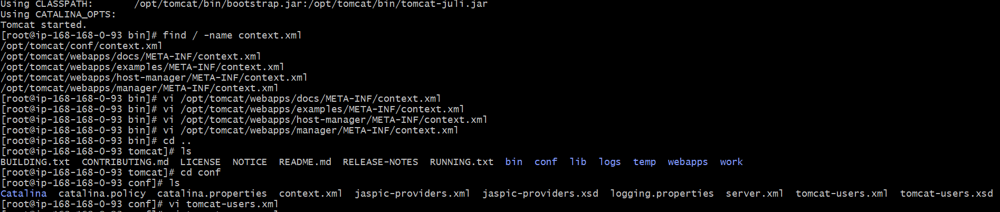 Using CLASSPATH:       /opt/tomcat/bin/bootstrap.jar:/opt/tomcat/bin/tomcat-juli.jar
Using CATALINA_OPTS:
Tomcat started.
[root@ip-168-168-0-93 bin]# find / -name context.xml
/opt/tomcat/conf/context.xml
/opt/tomcat/webapps/docs/META-INF/context.xml
/opt/tomcat/webapps/examples/META-INF/context.xml
/opt/tomcat/webapps/host-manager/META-INF/context.xml
/opt/tomcat/webapps/manager/META-INF/context.xml
[root@ip-168-168-0-93 bin]# vi /opt/tomcat/webapps/docs/META-INF/context.xml
[root@ip-168-168-0-93 bin]# vi /opt/tomcat/webapps/examples/META-INF/context.xml
[root@ip-168-168-0-93 bin]# vi /opt/tomcat/webapps/host-manager/META-INF/context.xml
[root@ip-168-168-0-93 bin]# vi /opt/tomcat/webapps/manager/META-INF/context.xml
[root@ip-168-168-0-93 bin]# cd ..
[root@ip-168-168-0-93 tomcat]# ls
BUILDING.txt  CONTRIBUTING.md  LICENSE  NOTICE  README.md  RELEASE-NOTES  RUNNING.txt  bin  conf  lib  logs  temp  webapps  work
[root@ip-168-168-0-93 tomcat]# cd conf
[root@ip-168-168-0-93 conf]# ls
Catalina  catalina.policy  catalina.properties  context.xml  jaspic-providers.xml  jaspic-providers.xsd  logging.properties  server.xml  tomcat-users.xml  tomcat-users.xsd
[root@ip-168-168-0-93 conf]# vi tomcat-users.xml